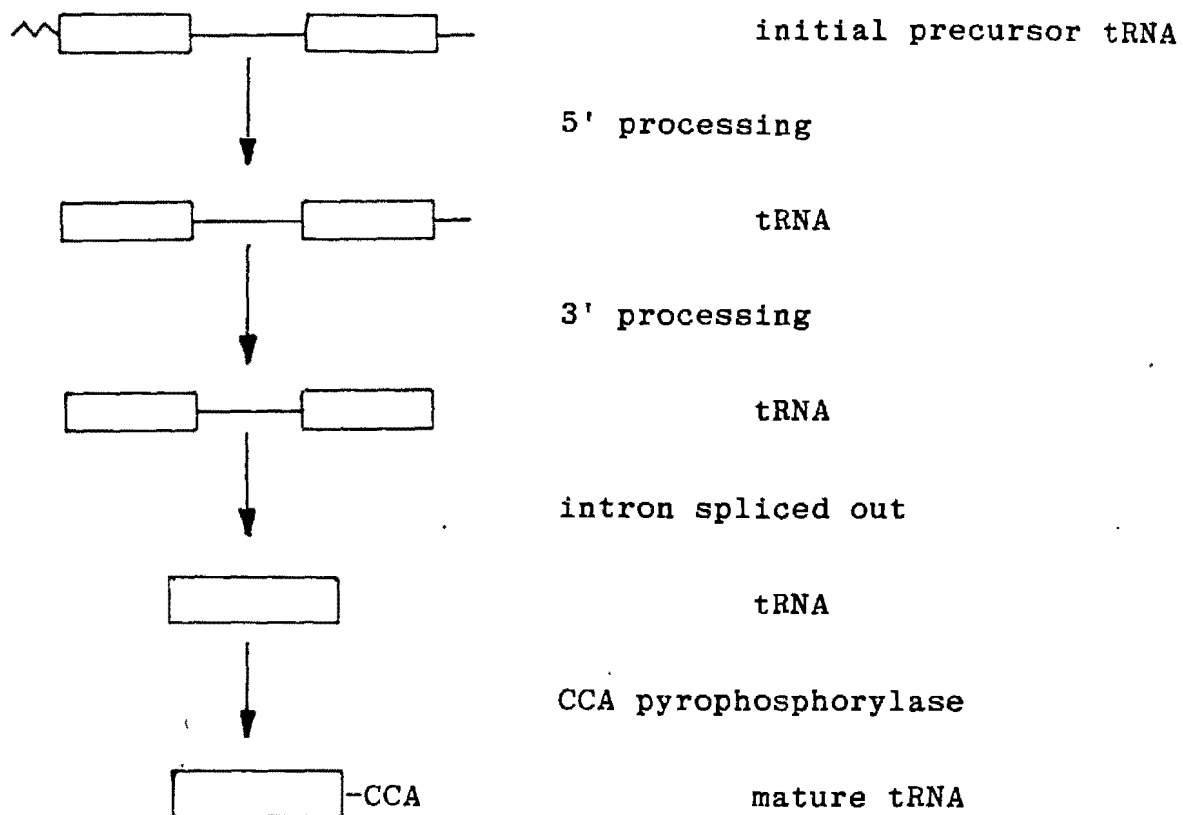 initial precursor tRNA
5' processing
tRNA
3' processing
tRNA
intron spliced out
tRNA
CCA pyrophosphorylase
-CCA mature tRNA